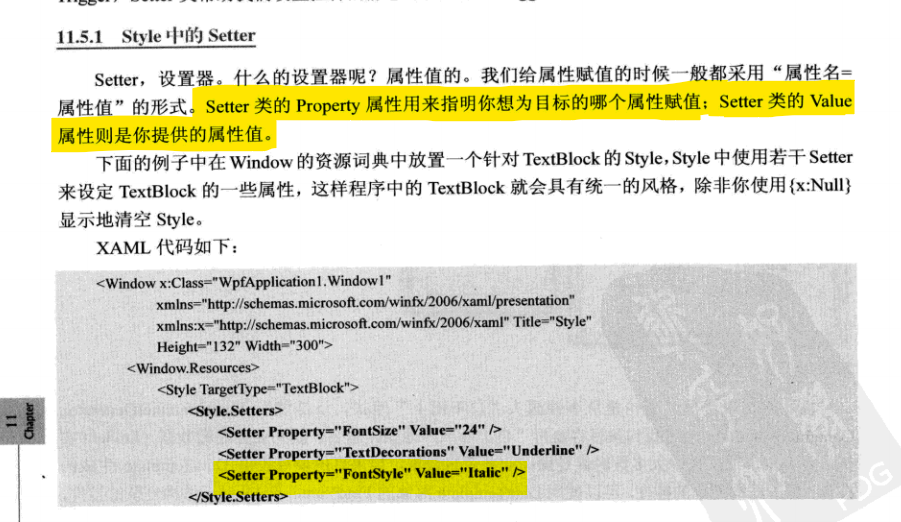 11.5.1 Style 中的 Setter
Setter，设置器。什么的设置器呢？属性值的。我们给属性赋值的时候一般都采用“属性名=
属性值”的形式。Setter 类的 Property 属性用来指明你想为目标的哪个属性赋值；Setter 类的 Value
属性则是你提供的属性值。
下面的例子中在 Window 的资源词典中放置一个针对 TextBlock 的 Style，Style 中使用若干 Setter
来设定 TextBlock 的一些属性，这样程序中的 TextBlock 就会具有统一的风格，除非你使用{x:Null}
显示地清空 Style。
XAML 代码如下：
<Window x:Class="WpfApplication1.Window1"
xmlns="http://schemas.microsoft.com/winfx/2006/xaml/presentation"
xmlns:x="http://schemas.microsoft.com/winfx/2006/xaml" Title="Style"
Height="132" Width="300">
<Window.Resources>
<Style TargetType="TextBlock">
<Style.Setters>
<Setter Property="FontSize" Value="24" />
<Setter Property="TextDecorations" Value="Underline" />
<Setter Property="FontStyle" Value="Italic" />
</Style.Setters>
11
Chapter
PDG